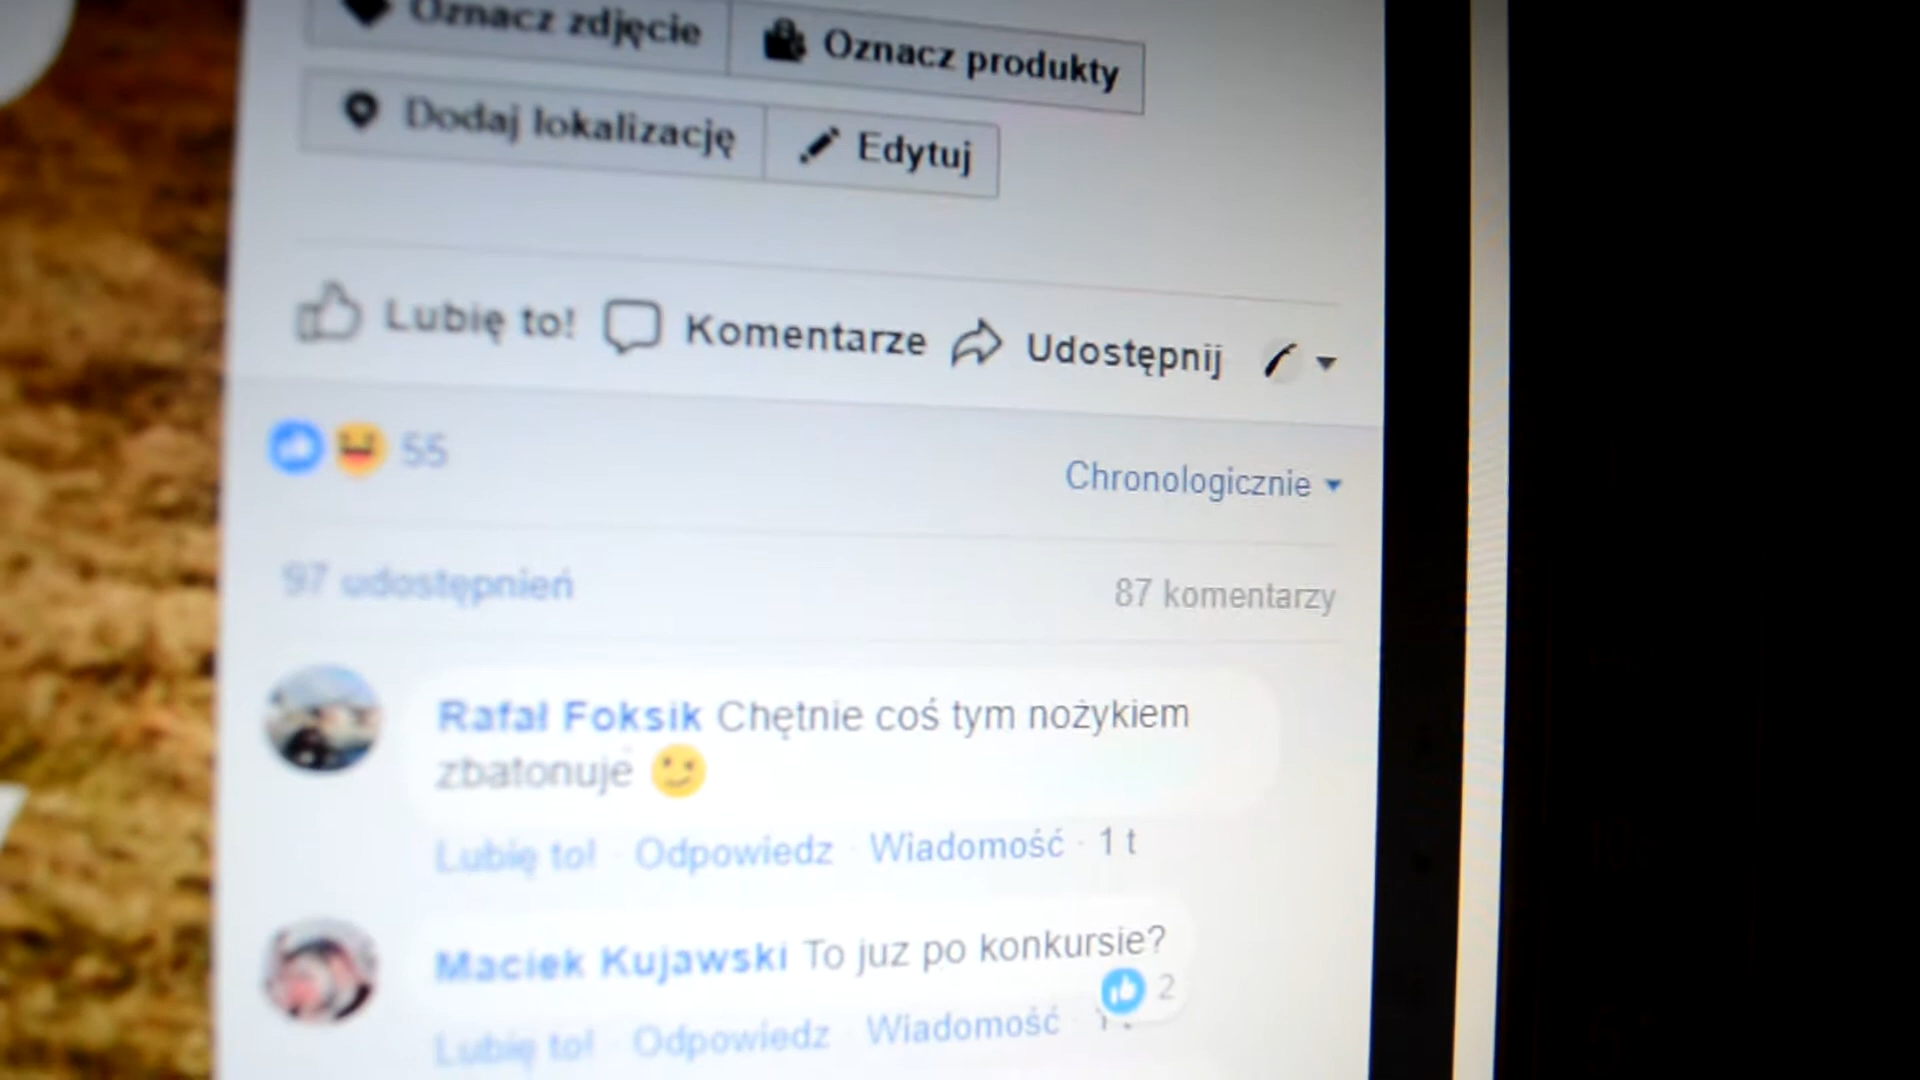 Oznacz zdjęcie
Oznacz produkty
Dodaj lokalizację
Edytuj
Lubię to!
Komentarze
Udostępnij
55
Chronologicznie
97 udostępnień
87 komentarzy
Rafał Foksik Chętnie coś tym nożykiem
zbatonuje
Lubię to! · Odpowiedz · Wiadomość · 1 t
Maciek Kujawski To juz po konkursie?
2
Lubię to! · Odpowiedz · Wiadomość ·